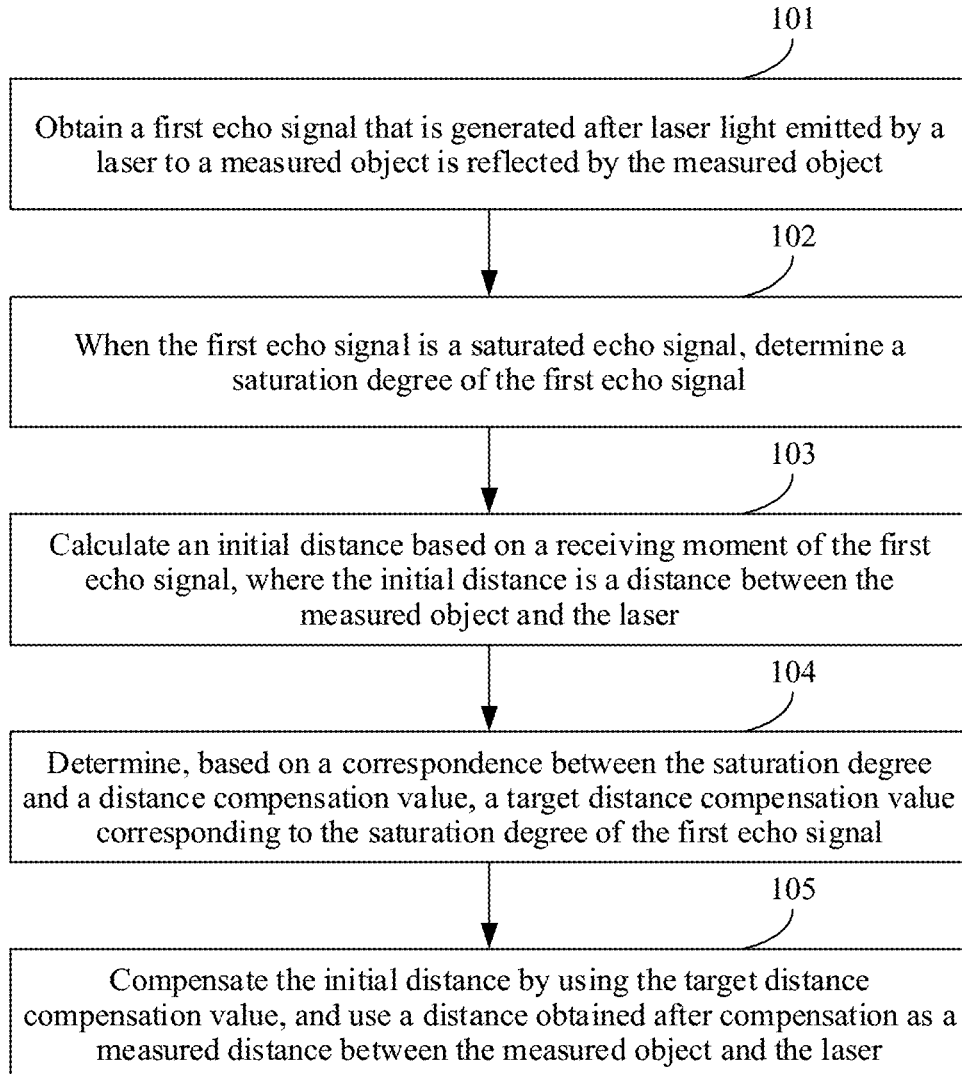 101
Obtain a first echo signal that is generated after laser light emitted by a
laser to a measured object is reflected by the measured object
102
When the first echo signal is a saturated echo signal, determine a
saturation degree of the first echo signal
103
Calculate an initial distance based on a receiving moment of the first
echo signal, where the initial distance is a distance between the
measured object and the laser
104
Determine, based on a correspondence between the saturation degree
and a distance compensation value, a target distance compensation value
corresponding to the saturation degree of the first echo signal
105
Compensate the initial distance by using the target distance
compensation value, and use a distance obtained after compensation as a
measured distance between the measured object and the laser